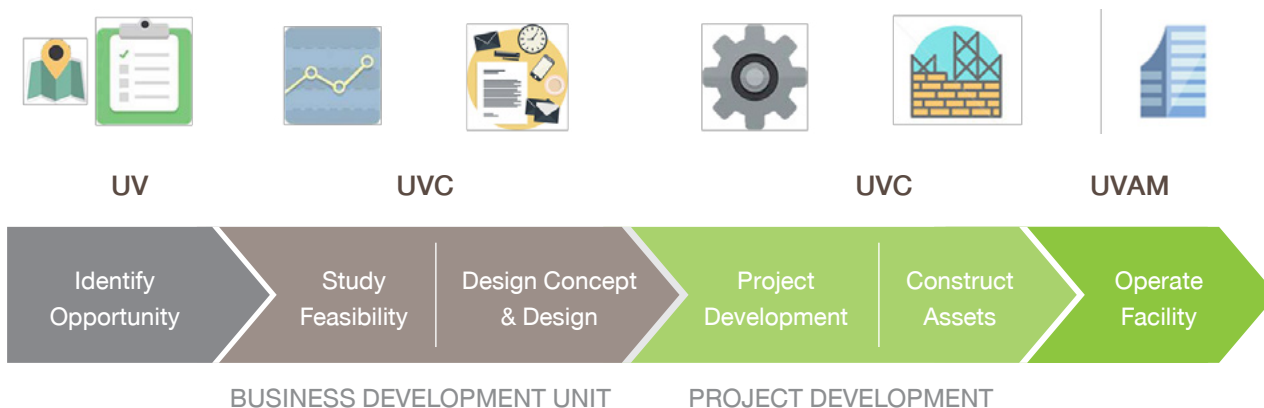 UV
UVC
UVC
UVAM
Identify
Opportunity
Study
Feasibility
Design Concept
& Design
Project
Development
Construct
Assets
Operate
Facility
BUSINESS DEVELOPMENT UNIT
PROJECT DEVELOPMENT